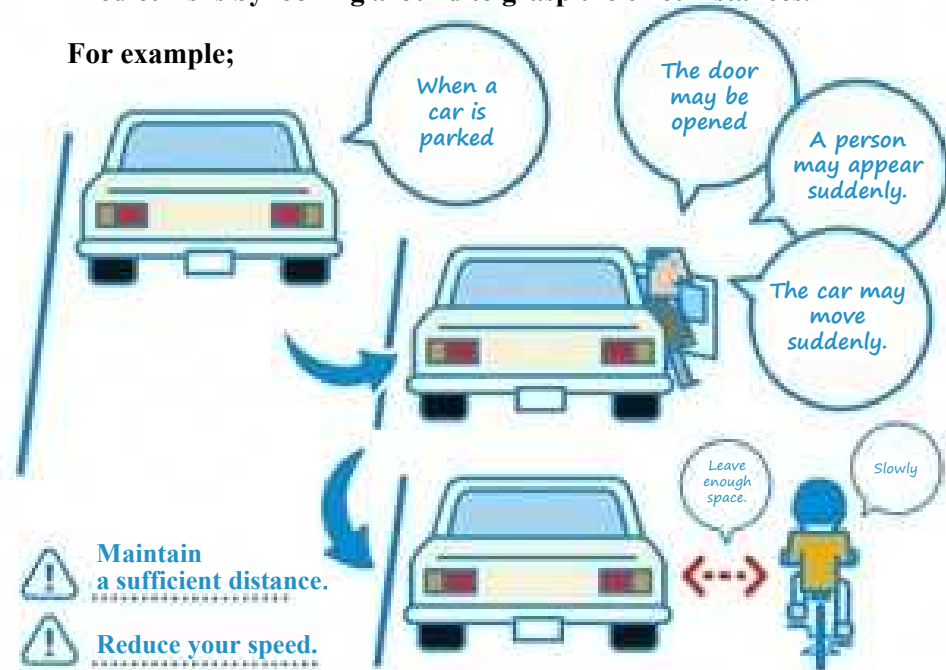 For example;
When a
car is
parked
The door
may be
opened
A person
may appear
suddenly.
The car may
move
suddenly.
Leave
enough
space.
Slowly
Maintain
a sufficient distance.
Reduce your speed.